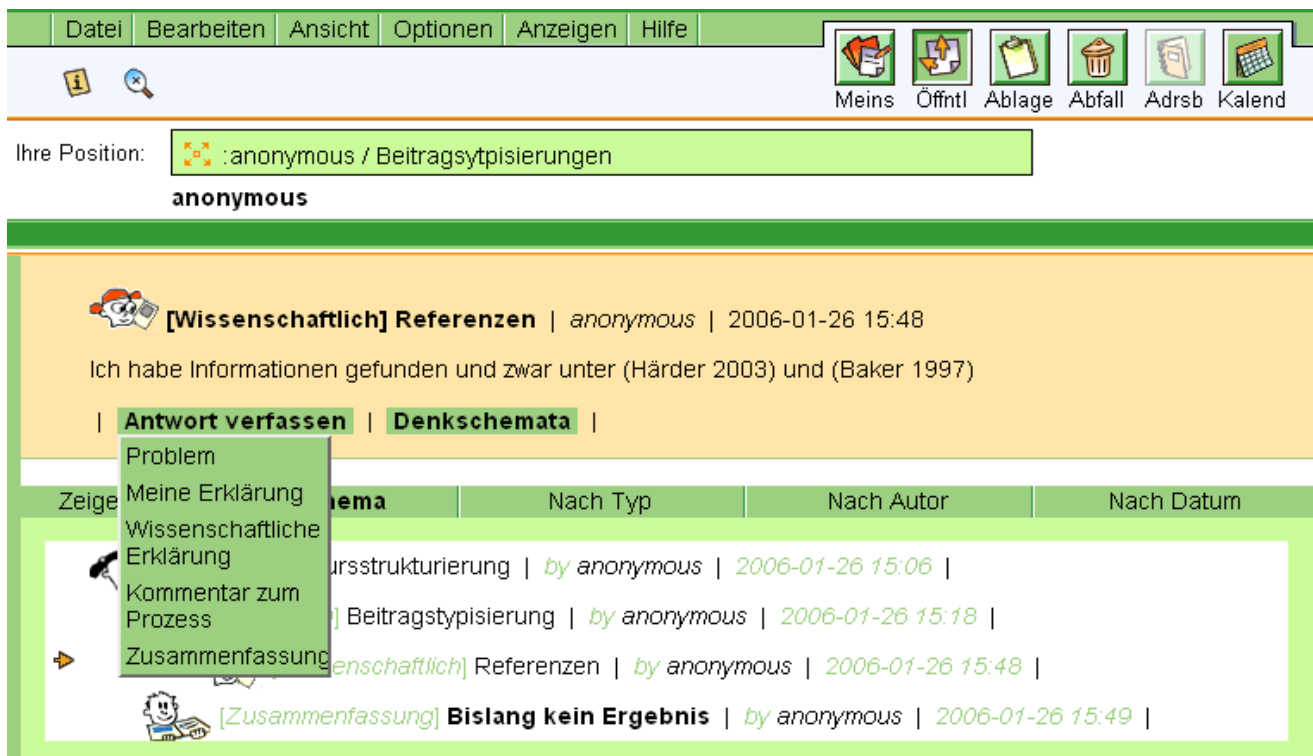 Datei Bearbeiten Ansicht Optionen Anzeigen Hilfe
Meins Öffntl Ablage Abfall Adrsb Kalend
Ihre Position: :anonymous / Beitragsytpisierungen
anonymous
[Wissenschaftlich] Referenzen | anonymous | 2006-01-26 15:48
Ich habe Informationen gefunden und zwar unter (Härder 2003) und (Baker 1997)
| Antwort verfassen | Denkschemata |
Problem
Meine Erklärung
Wissenschaftliche
Erklärung
Kommentar zum
Prozess
Zusammenfassung
Nach Typ Nach Autor Nach Datum
| by anonymous | 2006-01-26 15:06 |
Beitragstypisierung | by anonymous | 2006-01-26 15:18 |
Referenzen | by anonymous | 2006-01-26 15:48 |
[Zusammenfassung] Bislang kein Ergebnis | by anonymous | 2006-01-26 15:49 |